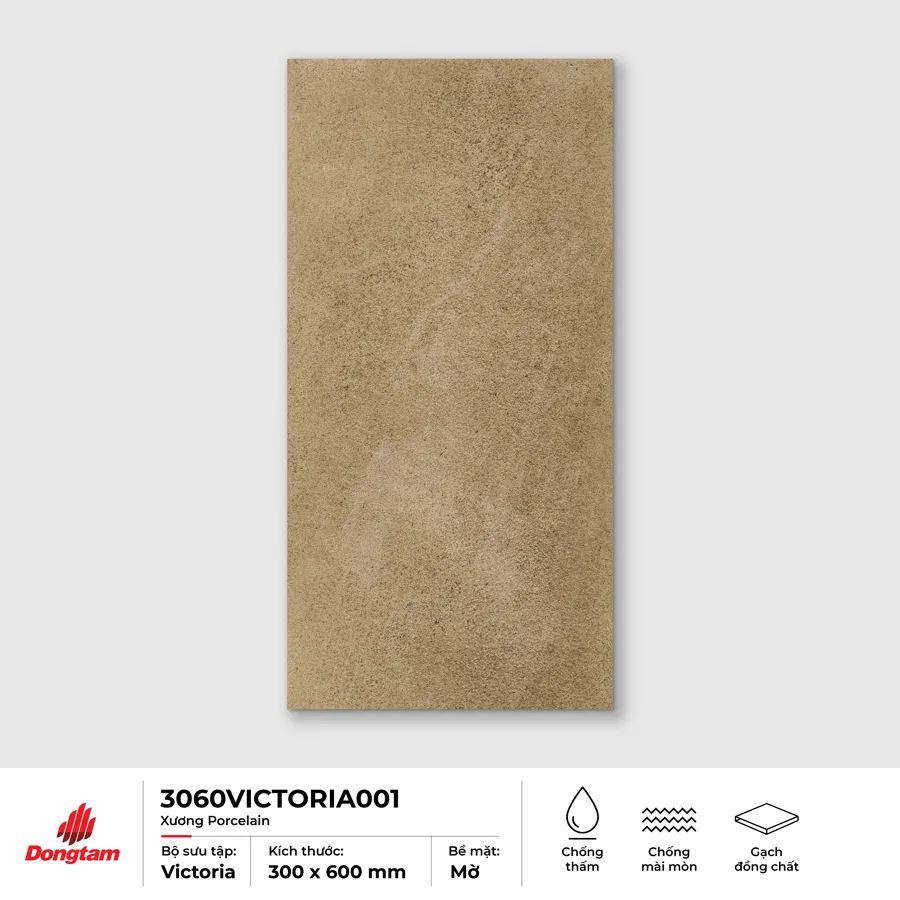 Dongtam
3060VICTORIA001
Xương Porcelain
Bộ sưu tập:
Victoria
Kích thước:
300 x 600 mm
Bề mặt:
Mờ
Chống
thấm
Chống
mài mòn
Gạch
đồng chất